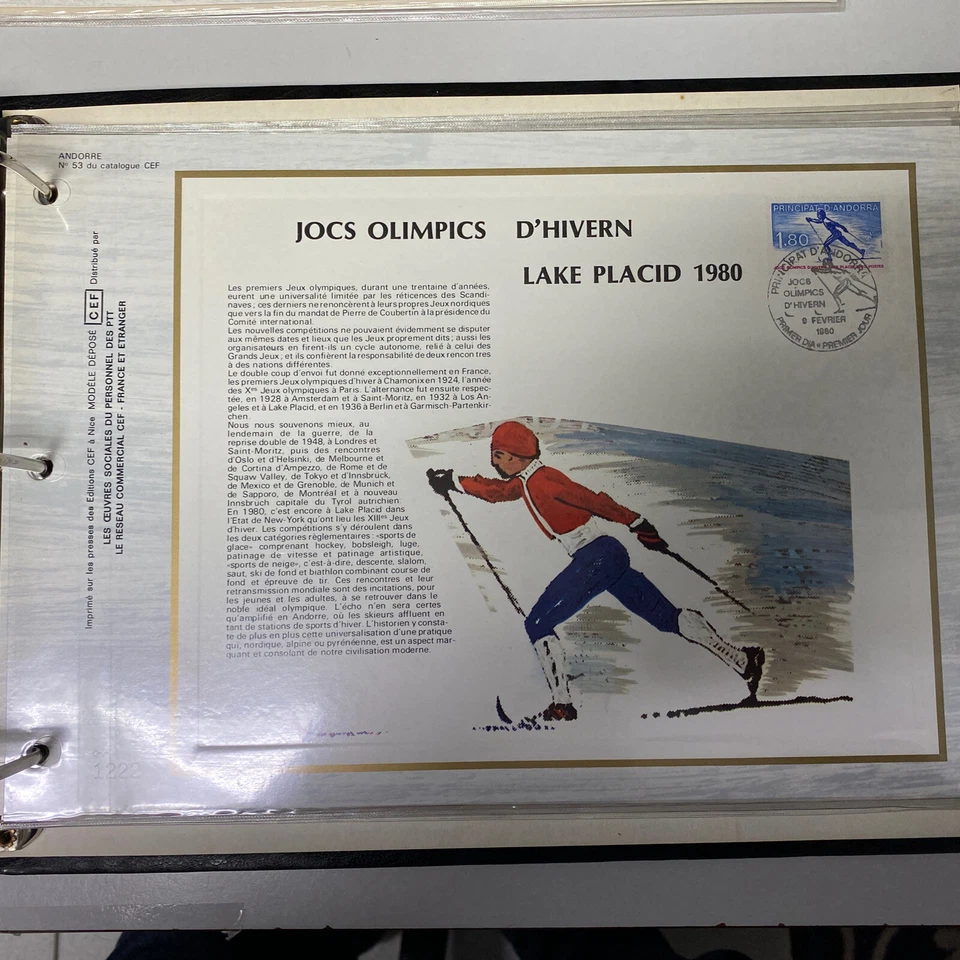 ANDORRE
Nº 53 du catalogue CEF
JOCS OLIMPICS D'HIVERN
LAKE PLACID 1980
PRINCIPAT D'ANDORRA
1,80
PRINCIPAT D'ANDORRA
JOCS
OLÍMPICS
D'HIVERN
9 FEVRIER
1980
PRIMER DIA * PREMIER JOUR
Les premiers Jeux olympiques, durant une trentaine d'années,
eurent une universalité limitée par les réticences des Scandi-
naves ; ces derniers ne renoncèrent à leurs propres Jeux nordiques
que vers la fin du mandat de Pierre de Coubertin à la présidence du
Comité international.
Les nouvelles compétitions ne pouvaient évidemment se disputer
aux mêmes dates et lieux que les Jeux proprement dits ; aussi les
organisateurs en firent-ils un cycle autonome, relié à celui des
Grands Jeux ; et ils confièrent la responsabilité de deux rencontres
à des nations différentes.
Le double coup d'envoi fut donné exceptionnellement en France,
les premiers Jeux olympiques d'hiver à Chamonix en 1924, l'année
des Xᵐᵉˢ Jeux olympiques à Paris. L'alternance fut ensuite respec-
tée, en 1928 à Amsterdam et à Saint-Moritz, en 1932 à Los An-
geles et à Lake Placid, et en 1936 à Berlin et à Garmisch-Partenkir-
chen.
Nous nous souvenons mieux, au
lendemain de la guerre, de la
reprise double de 1948, à Londres et
Saint-Moritz, puis des rencontres
d'Oslo et d'Helsinki, de Melbourne et
de Cortina d'Ampezzo, de Rome et de
Squaw Valley, de Tokyo et d'Innsbruck,
de Mexico et de Grenoble, de Munich et
de Sapporo, de Montréal et à nouveau
Innsbruch capitale du Tyrol autrichien.
En 1980, c'est encore à Lake Placid dans
l'Etat de New-York qu'ont lieu les XIIIᵐᵉˢ Jeux
d'hiver. Les compétitions s'y déroulent dans
les deux catégories règlementaires : «sports de
glace» comprenant hockey, bobsleigh, luge,
patinage de vitesse et patinage artistique,
«sports de neige», c'est-à-dire, descente, slalom,
saut, ski de fond et biathlon combinant course de
fond et épreuve de tir. Ces rencontres et leur
retransmission mondiale sont des incitations, pour
les jeunes et les adultes, à se retrouver dans le
noble idéal olympique. L'écho n'en sera certes
qu'amplifié en Andorre, où les skieurs affluent en
tant de stations de sports d'hiver. L'historien y consta-
te de plus en plus cette universalisation d'une pratique
qui, nordique, alpine ou pyrénéenne, est un aspect mar-
quant et consolant de notre civilisation moderne.
Imprimé sur les presses des Editions CEF à Nice MODÈLE DÉPOSÉ CEF Distribué par
LES ŒUVRES SOCIALES DU PERSONNEL DES PTT
LE RESEAU COMMERCIAL CEF - FRANCE ET ETRANGER
1222